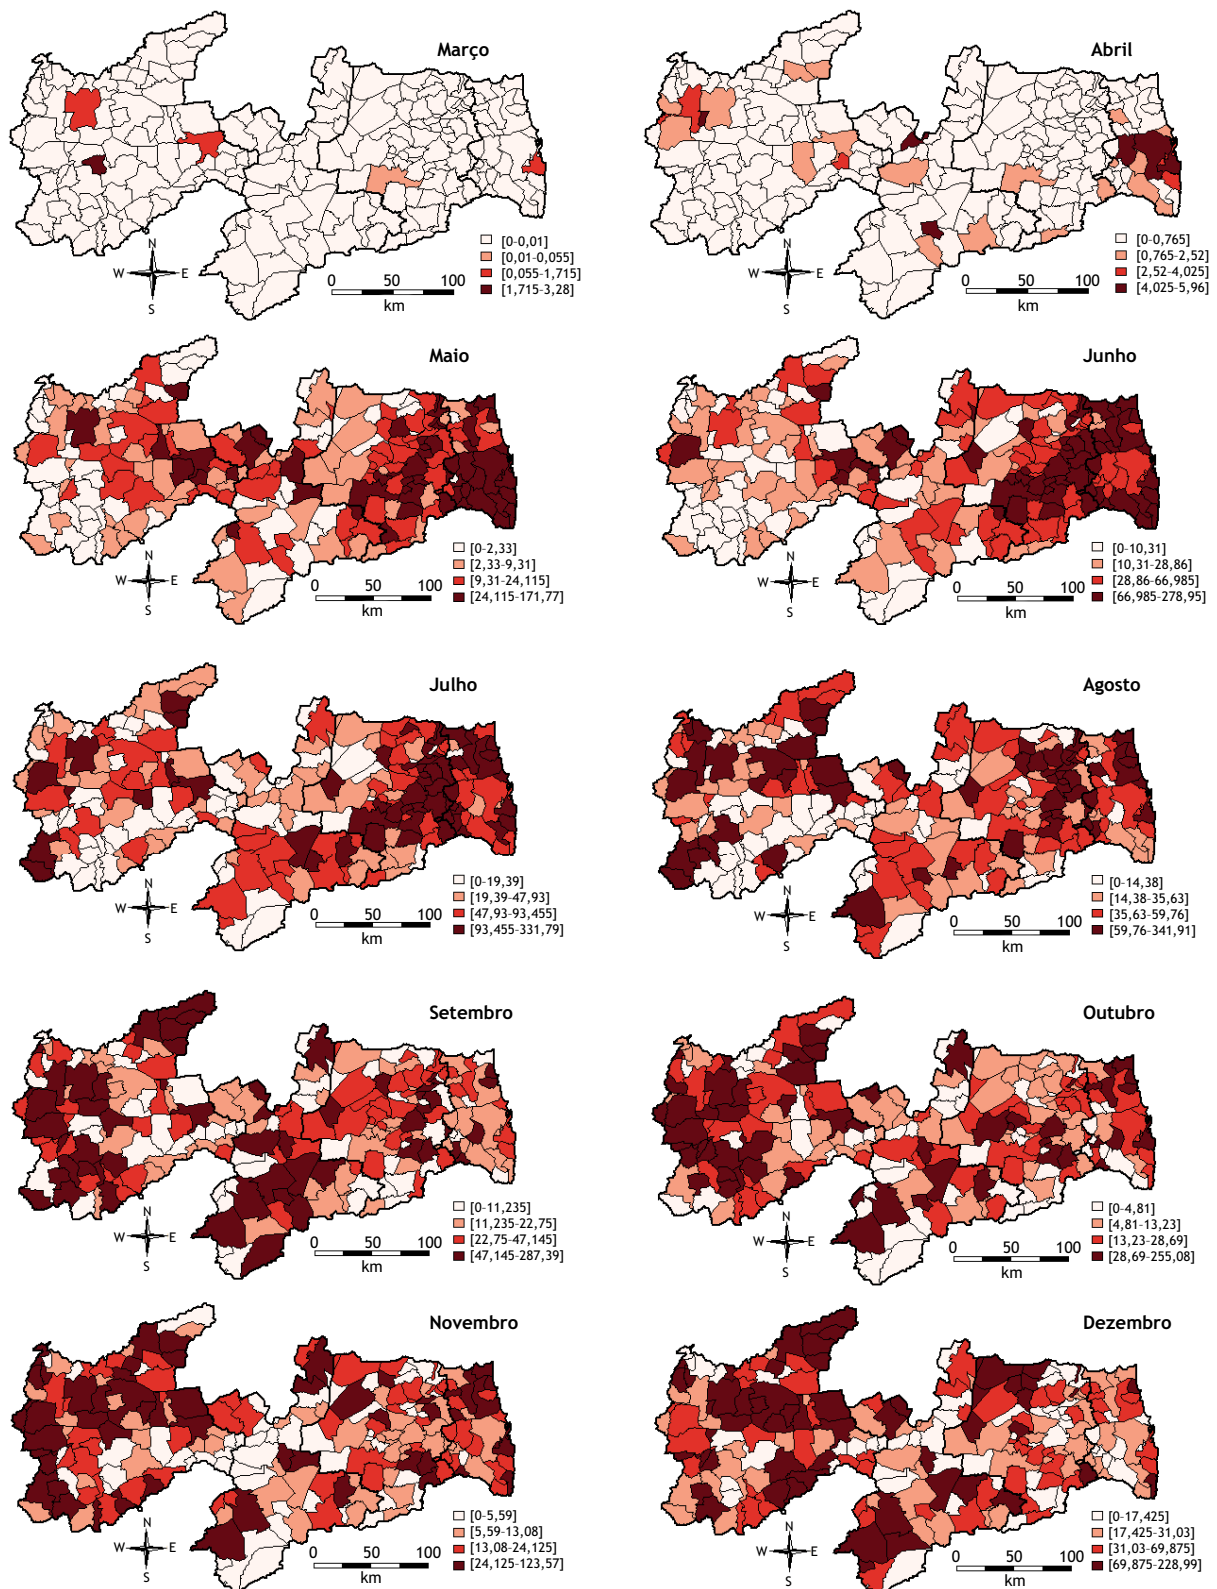 Março
[0-0,01]
[0,01-0,055]
[0,055-1,715]
[1,715-3,28]
N
W E
S
0 50 100
km
Abril
[0-0,765]
[0,765-2,52]
[2,52-4,025]
[4,025-5,96]
N
W E
S
0 50 100
km
Maio
[0-2,33]
[2,33-9,31]
[9,31-24,115]
[24,115-171,77]
N
W E
S
0 50 100
km
Junho
[0-10,31]
[10,31-28,86]
[28,86-66,985]
[66,985-278,95]
N
W E
S
0 50 100
km
Julho
[0-19,39]
[19,39-47,93]
[47,93-93,455]
[93,455-331,79]
N
W E
S
0 50 100
km
Agosto
[0-14,38]
[14,38-35,63]
[35,63-59,76]
[59,76-341,91]
N
W E
S
0 50 100
km
Setembro
[0-11,235]
[11,235-22,75]
[22,75-47,145]
[47,145-287,39]
N
W E
S
0 50 100
km
Outubro
[0-4,81]
[4,81-13,23]
[13,23-28,69]
[28,69-255,08]
N
W E
S
0 50 100
km
Novembro
[0-5,59]
[5,59-13,08]
[13,08-24,125]
[24,125-123,57]
N
W E
S
0 50 100
km
Dezembro
[0-17,425]
[17,425-31,03]
[31,03-69,875]
[69,875-228,99]
N
W E
S
0 50 100
km